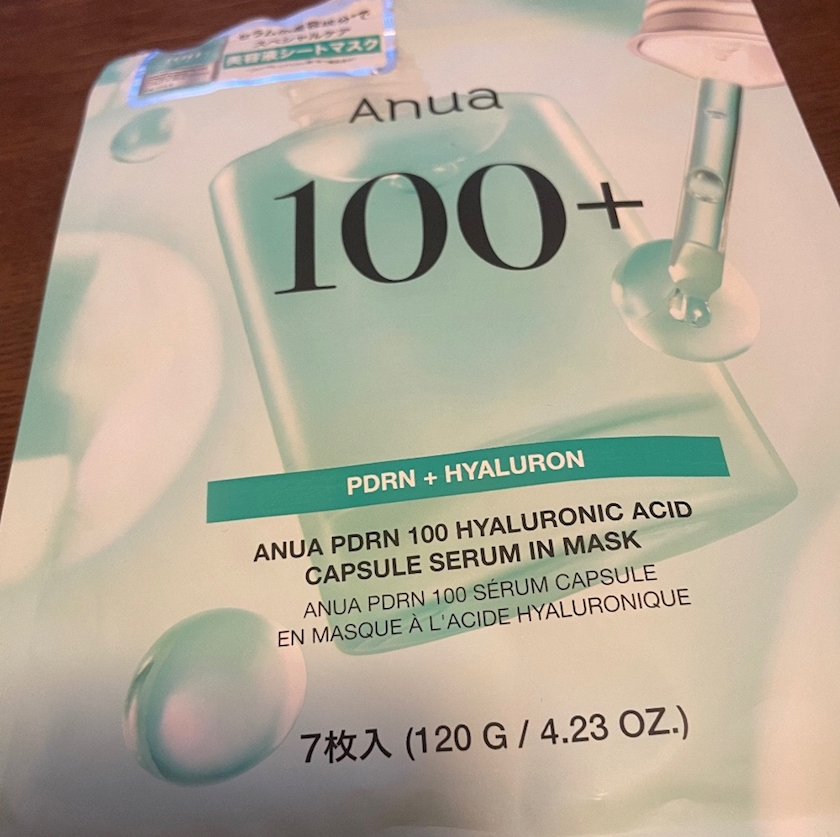 スペシャルケア
美容液シートマスク
Anua
100+
PDRN + HYALURON
ANUA PDRN 100 HYALURONIC ACID
CAPSULE SERUM IN MASK
ANUA PDRN 100 SÉRUM CAPSULE
EN MASQUE À L'ACIDE HYALURONIQUE
7枚入 (120 G / 4.23 OZ.)